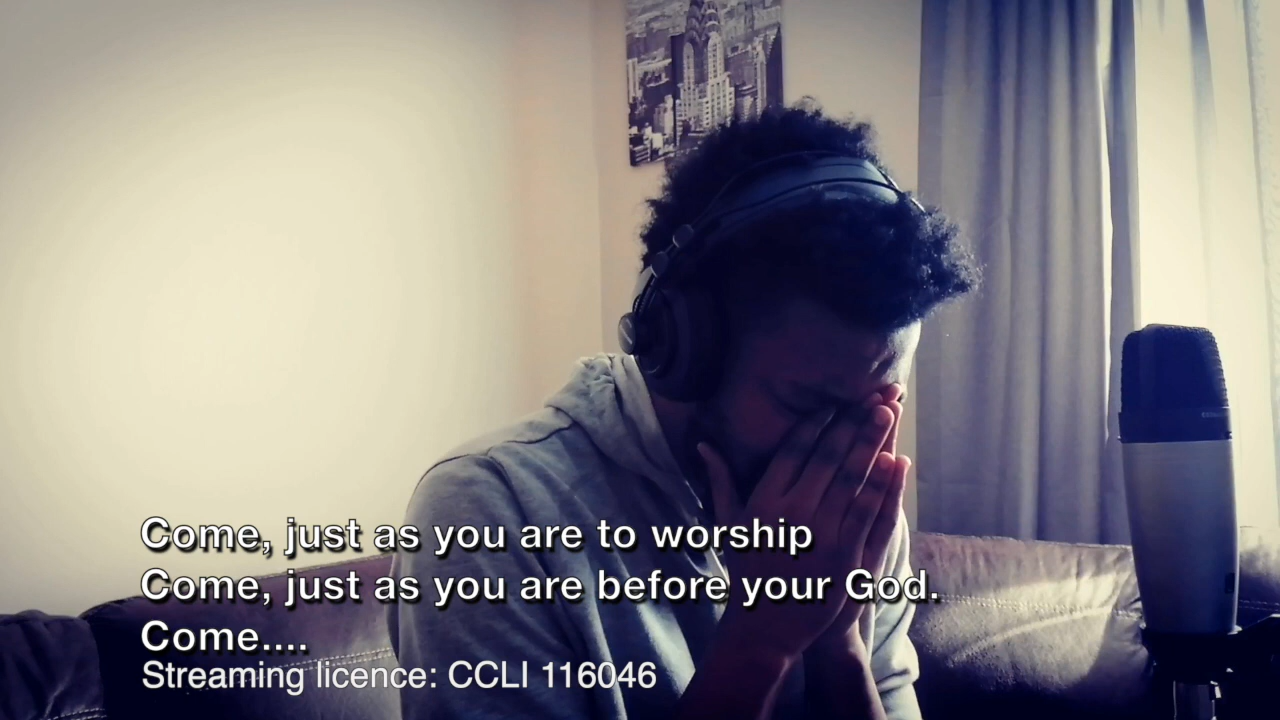 Come, just as you are to worship
Come, just as you are before your God.
Come....
Streaming licence: CCLI 116046